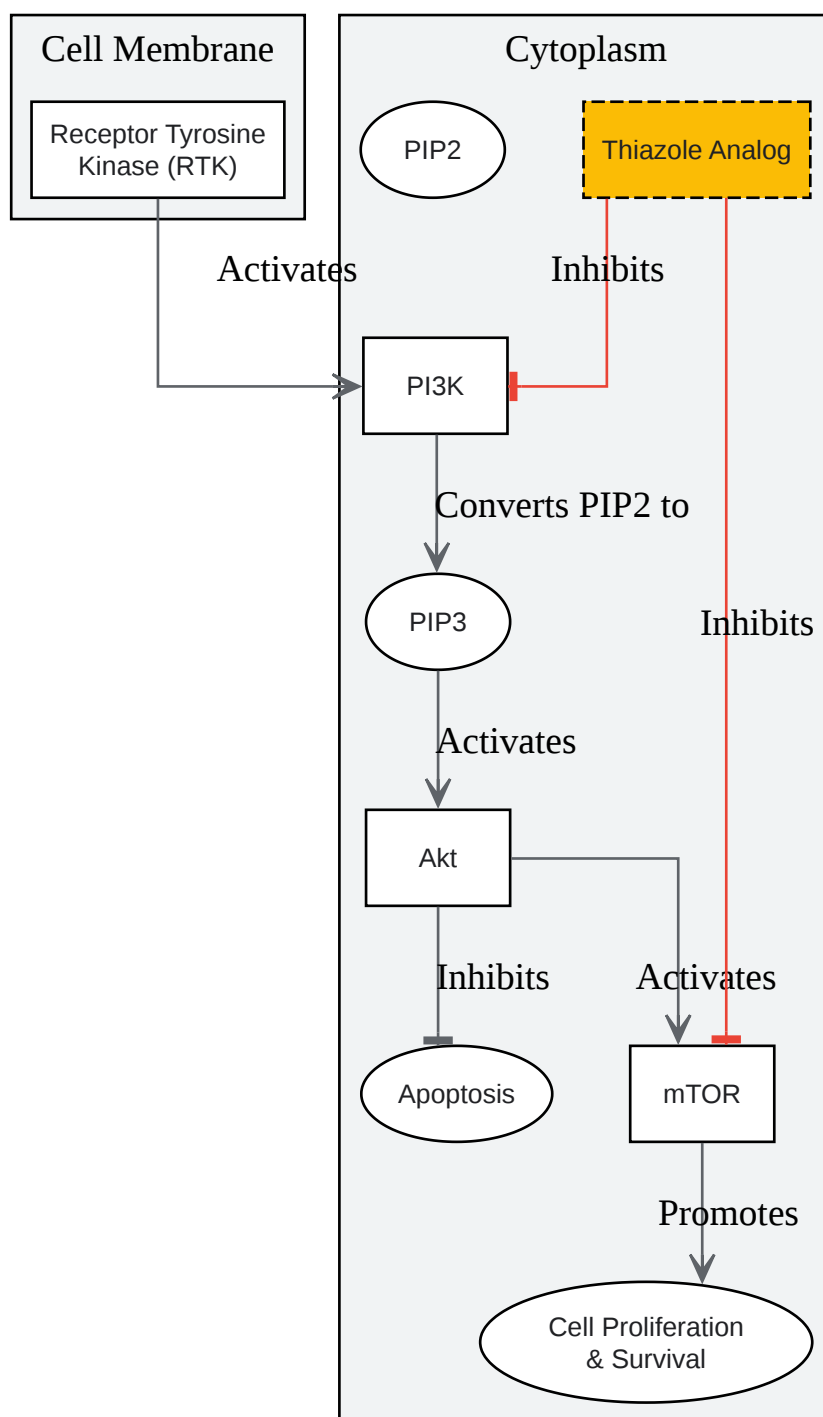 Cell Membrane
Cytoplasm
Receptor Tyrosine
Kinase (RTK)
PIP2
Thiazole Analog
Activates
Inhibits
PI3K
Converts PIP2 to
PIP3
Inhibits
Activates
Akt
Inhibits
Activates
Apoptosis
mTOR
Promotes
Cell Proliferation
& Survival